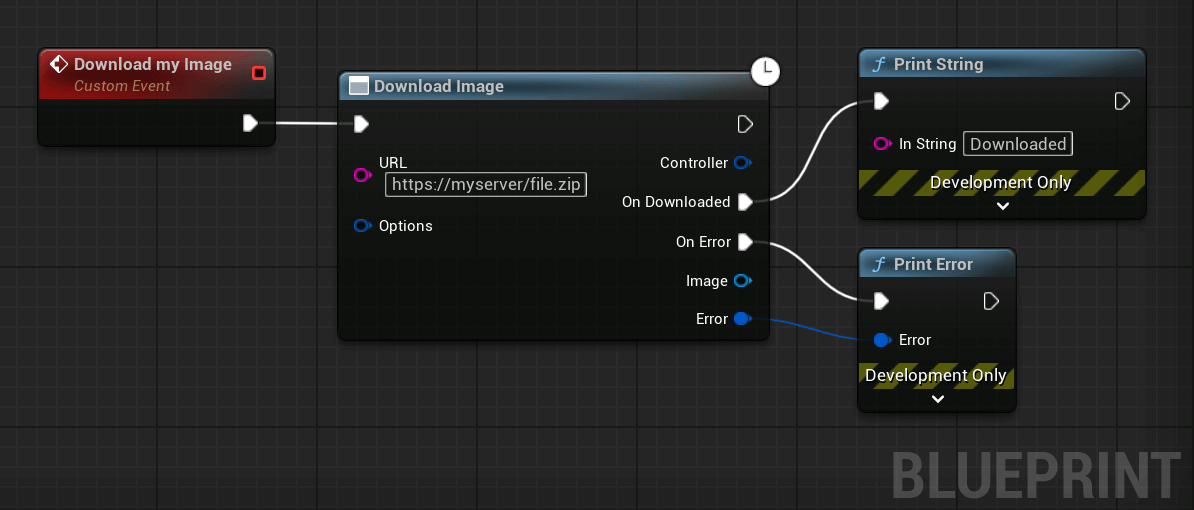 Download my Image
Custom Event
Download Image
URL
https://myserver/file.zip
Options
Controller
On Downloaded
On Error
Image
Error
f Print String
In String Downloaded
Development Only
f Print Error
Error
Development Only
BLUEPRINT